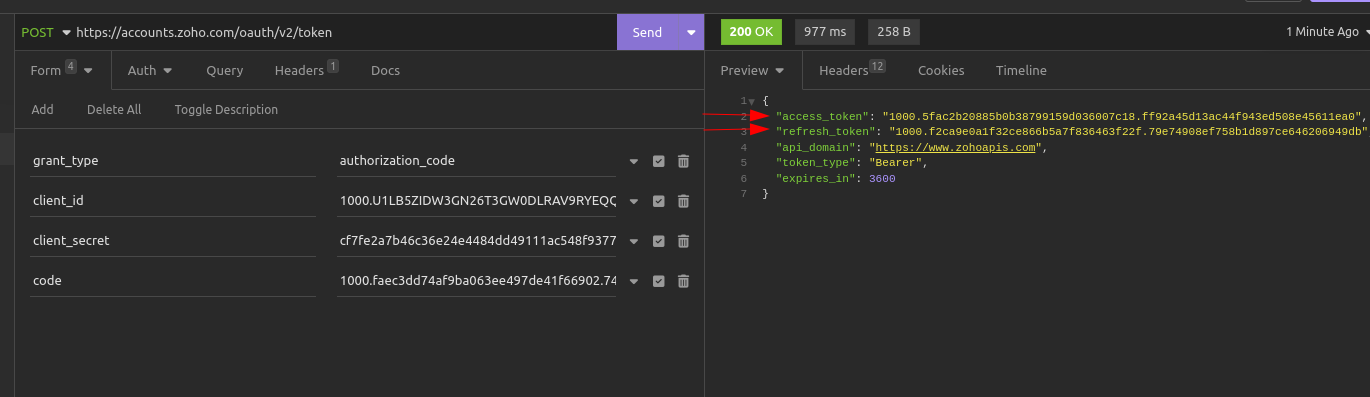 POST https://accounts.zoho.com/oauth/v2/token Send
Form 4 Auth Query Headers 1 Docs
Add Delete All Toggle Description
grant_type authorization_code
client_id 1000.U1LB5ZIDW3GN26T3GW0DLRAV9RYEQQ
client_secret cf7fe2a7b46c36e24e4484dd49111ac548f9377
code 1000.faec3dd74af9ba063ee497de41f66902.74
200 OK 977 ms 258 B 1 Minute Ago
Preview Headers 12 Cookies Timeline
1 {
2 "access_token": "1000.5fac2b20885b0b38799159d036007c18.ff92a45d13ac44f943ed508e45611ea0",
3 "refresh_token": "1000.f2ca9e0a1f32ce866b5a7f836463f22f.79e74908ef758b1d897ce646206949db"
4 "api_domain": "https://www.zohoapis.com",
5 "token_type": "Bearer",
6 "expires_in": 3600
7 }